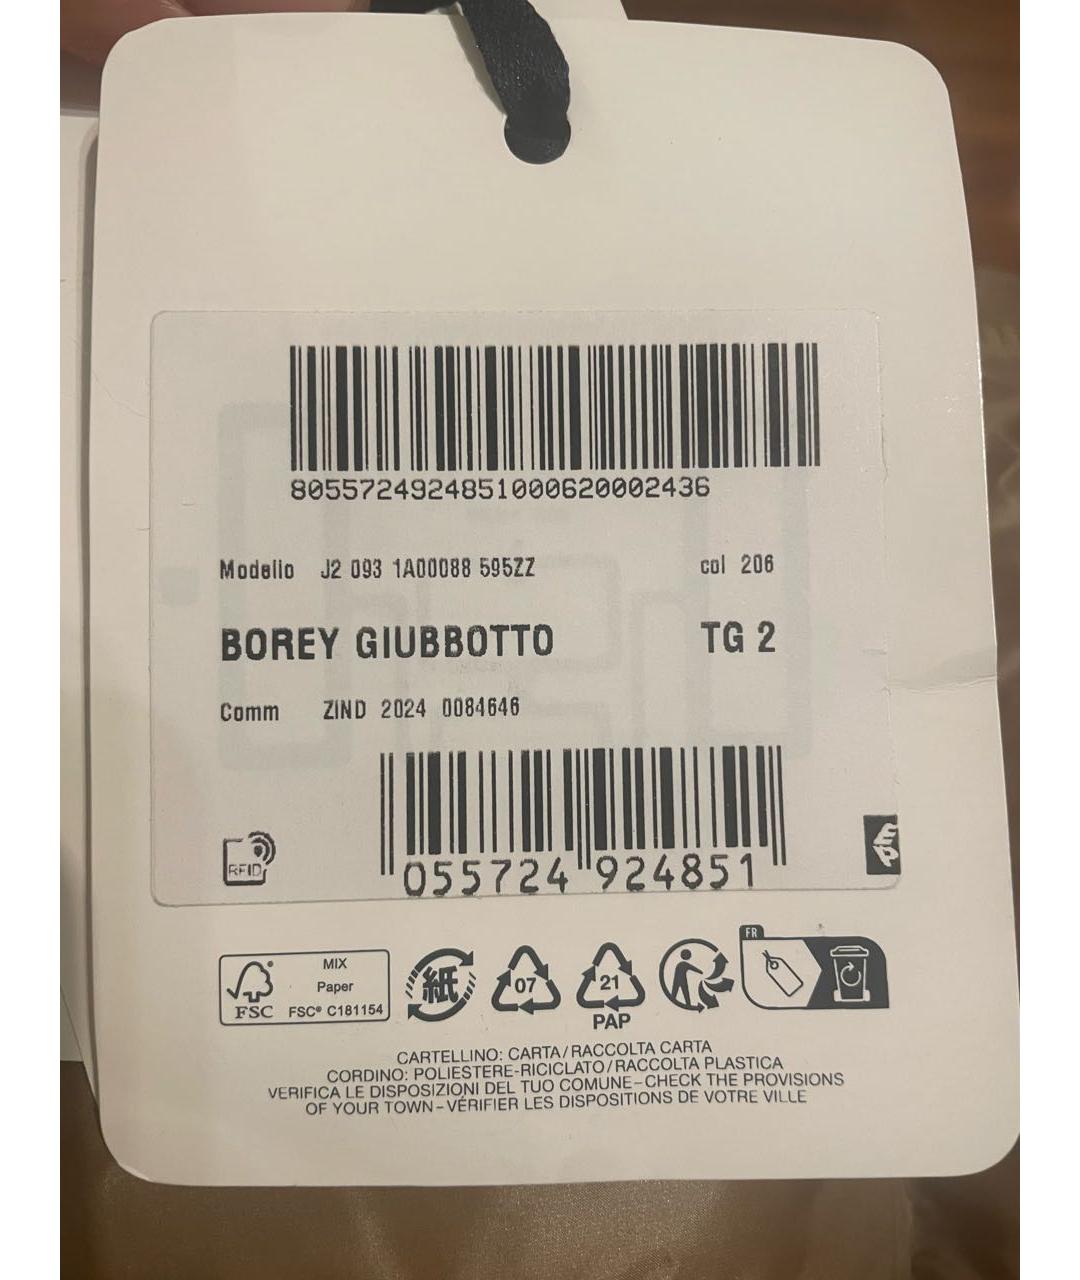 8055724924851000620002436
Modello J2 093 1A00088 595ZZ col 206
BOREY GIUBBOTTO TG 2
Comm ZIND 2024 0084646
RFID
055724 924851
EP
MIX
Paper
FSC FSC® C181154
紙
07
21
PAP
FR
CARTELLINO: CARTA/RACCOLTA CARTA
CORDINO: POLIESTERE-RICICLATO/RACCOLTA PLASTICA
VERIFICA LE DISPOSIZIONI DEL TUO COMUNE–CHECK THE PROVISIONS
OF YOUR TOWN–VÉRIFIER LES DISPOSITIONS DE VOTRE VILLE